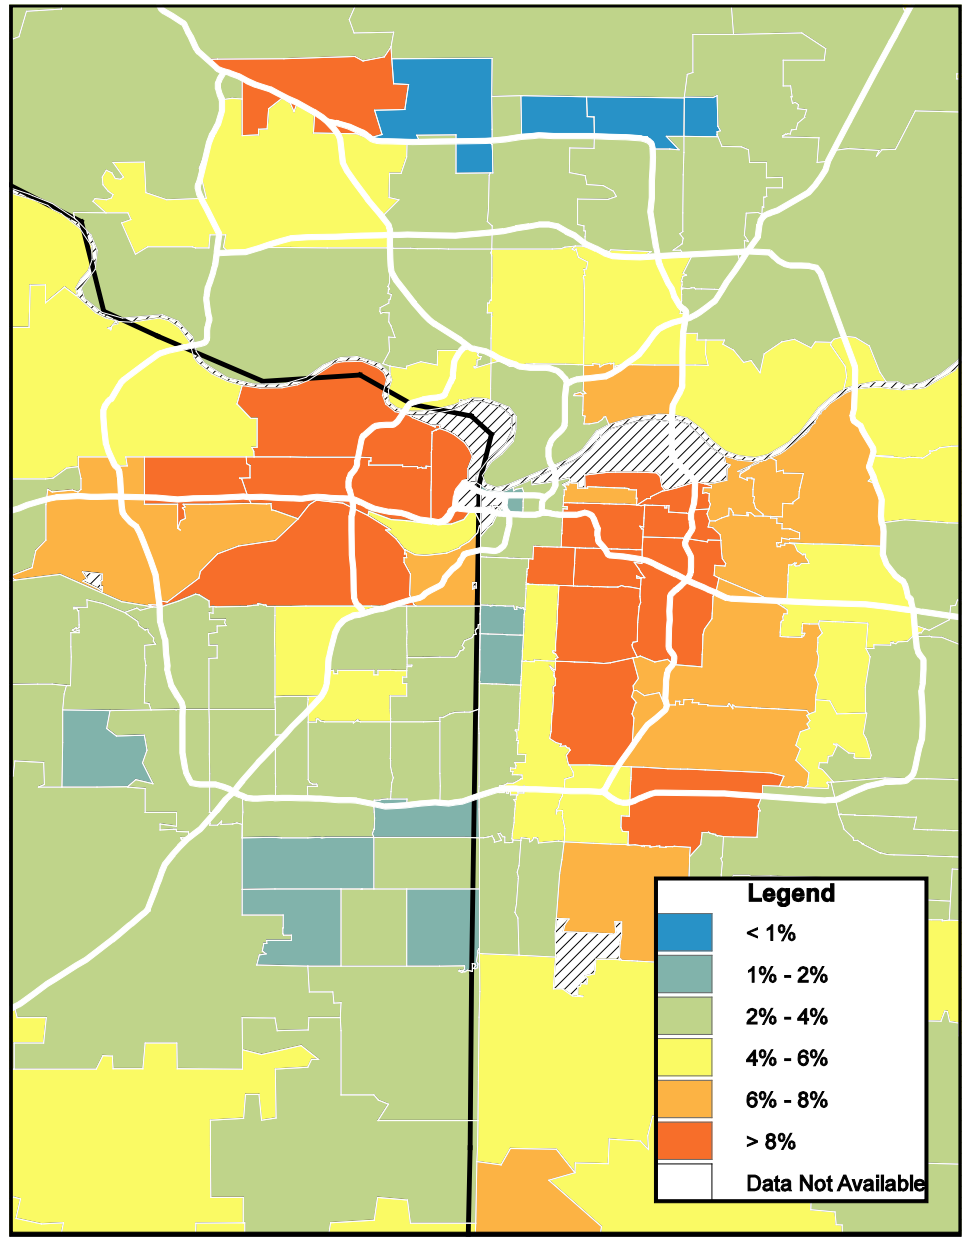 Legend
< 1%
1% - 2%
2% - 4%
4% - 6%
6% - 8%
> 8%
Data Not Available